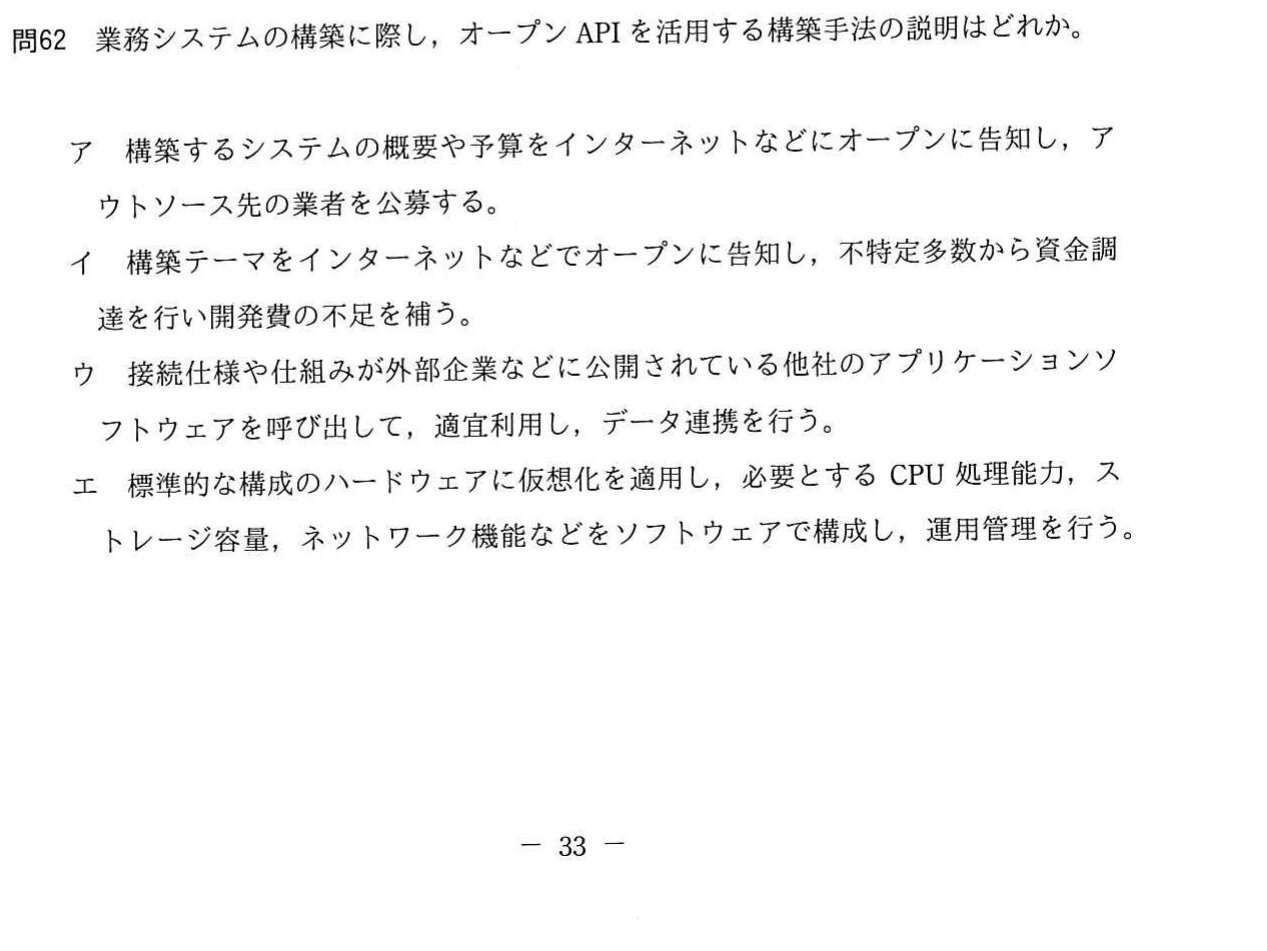 問62 業務システムの構築に際し，オープン API を活用する構築手法の説明はどれか。
ア 構築するシステムの概要や予算をインターネットなどにオープンに告知し，ア
ウトソース先の業者を公募する。
イ 構築テーマをインターネットなどでオープンに告知し，不特定多数から資金調
達を行い開発費の不足を補う。
ウ 接続仕様や仕組みが外部企業などに公開されている他社のアプリケーションソ
フトウェアを呼び出して，適宜利用し，データ連携を行う。
エ 標準的な構成のハードウェアに仮想化を適用し，必要とする CPU 処理能力，ス
トレージ容量，ネットワーク機能などをソフトウェアで構成し，運用管理を行う。
― 33 ―